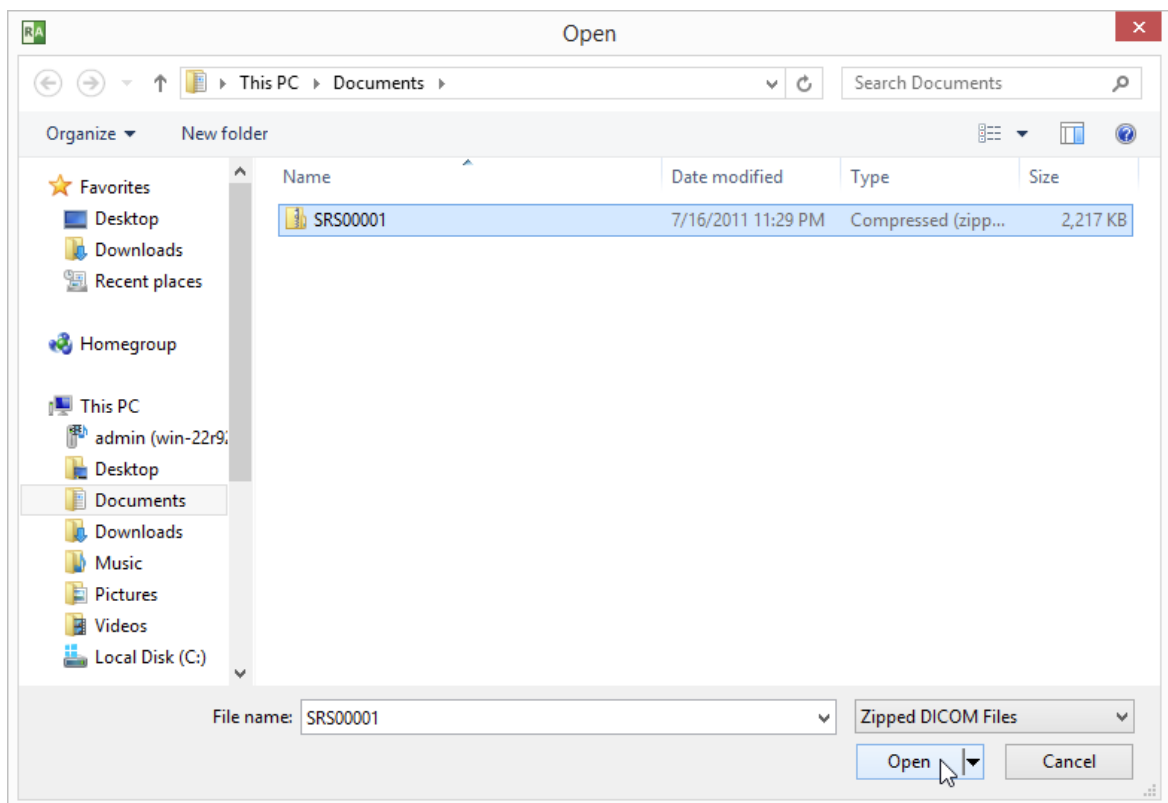 RA
Open
This PC
Documents
Search Documents
Organize
New folder
Name
Date modified
Type
Size
SRS00001
7/16/2011 11:29 PM
Compressed (zipp...
2,217 KB
Favorites
Desktop
Downloads
Recent places
Homegroup
This PC
admin (win-22r9
Desktop
Documents
Downloads
Music
Pictures
Videos
Local Disk (C:)
File name:
SRS00001
Zipped DICOM Files
Open
Cancel